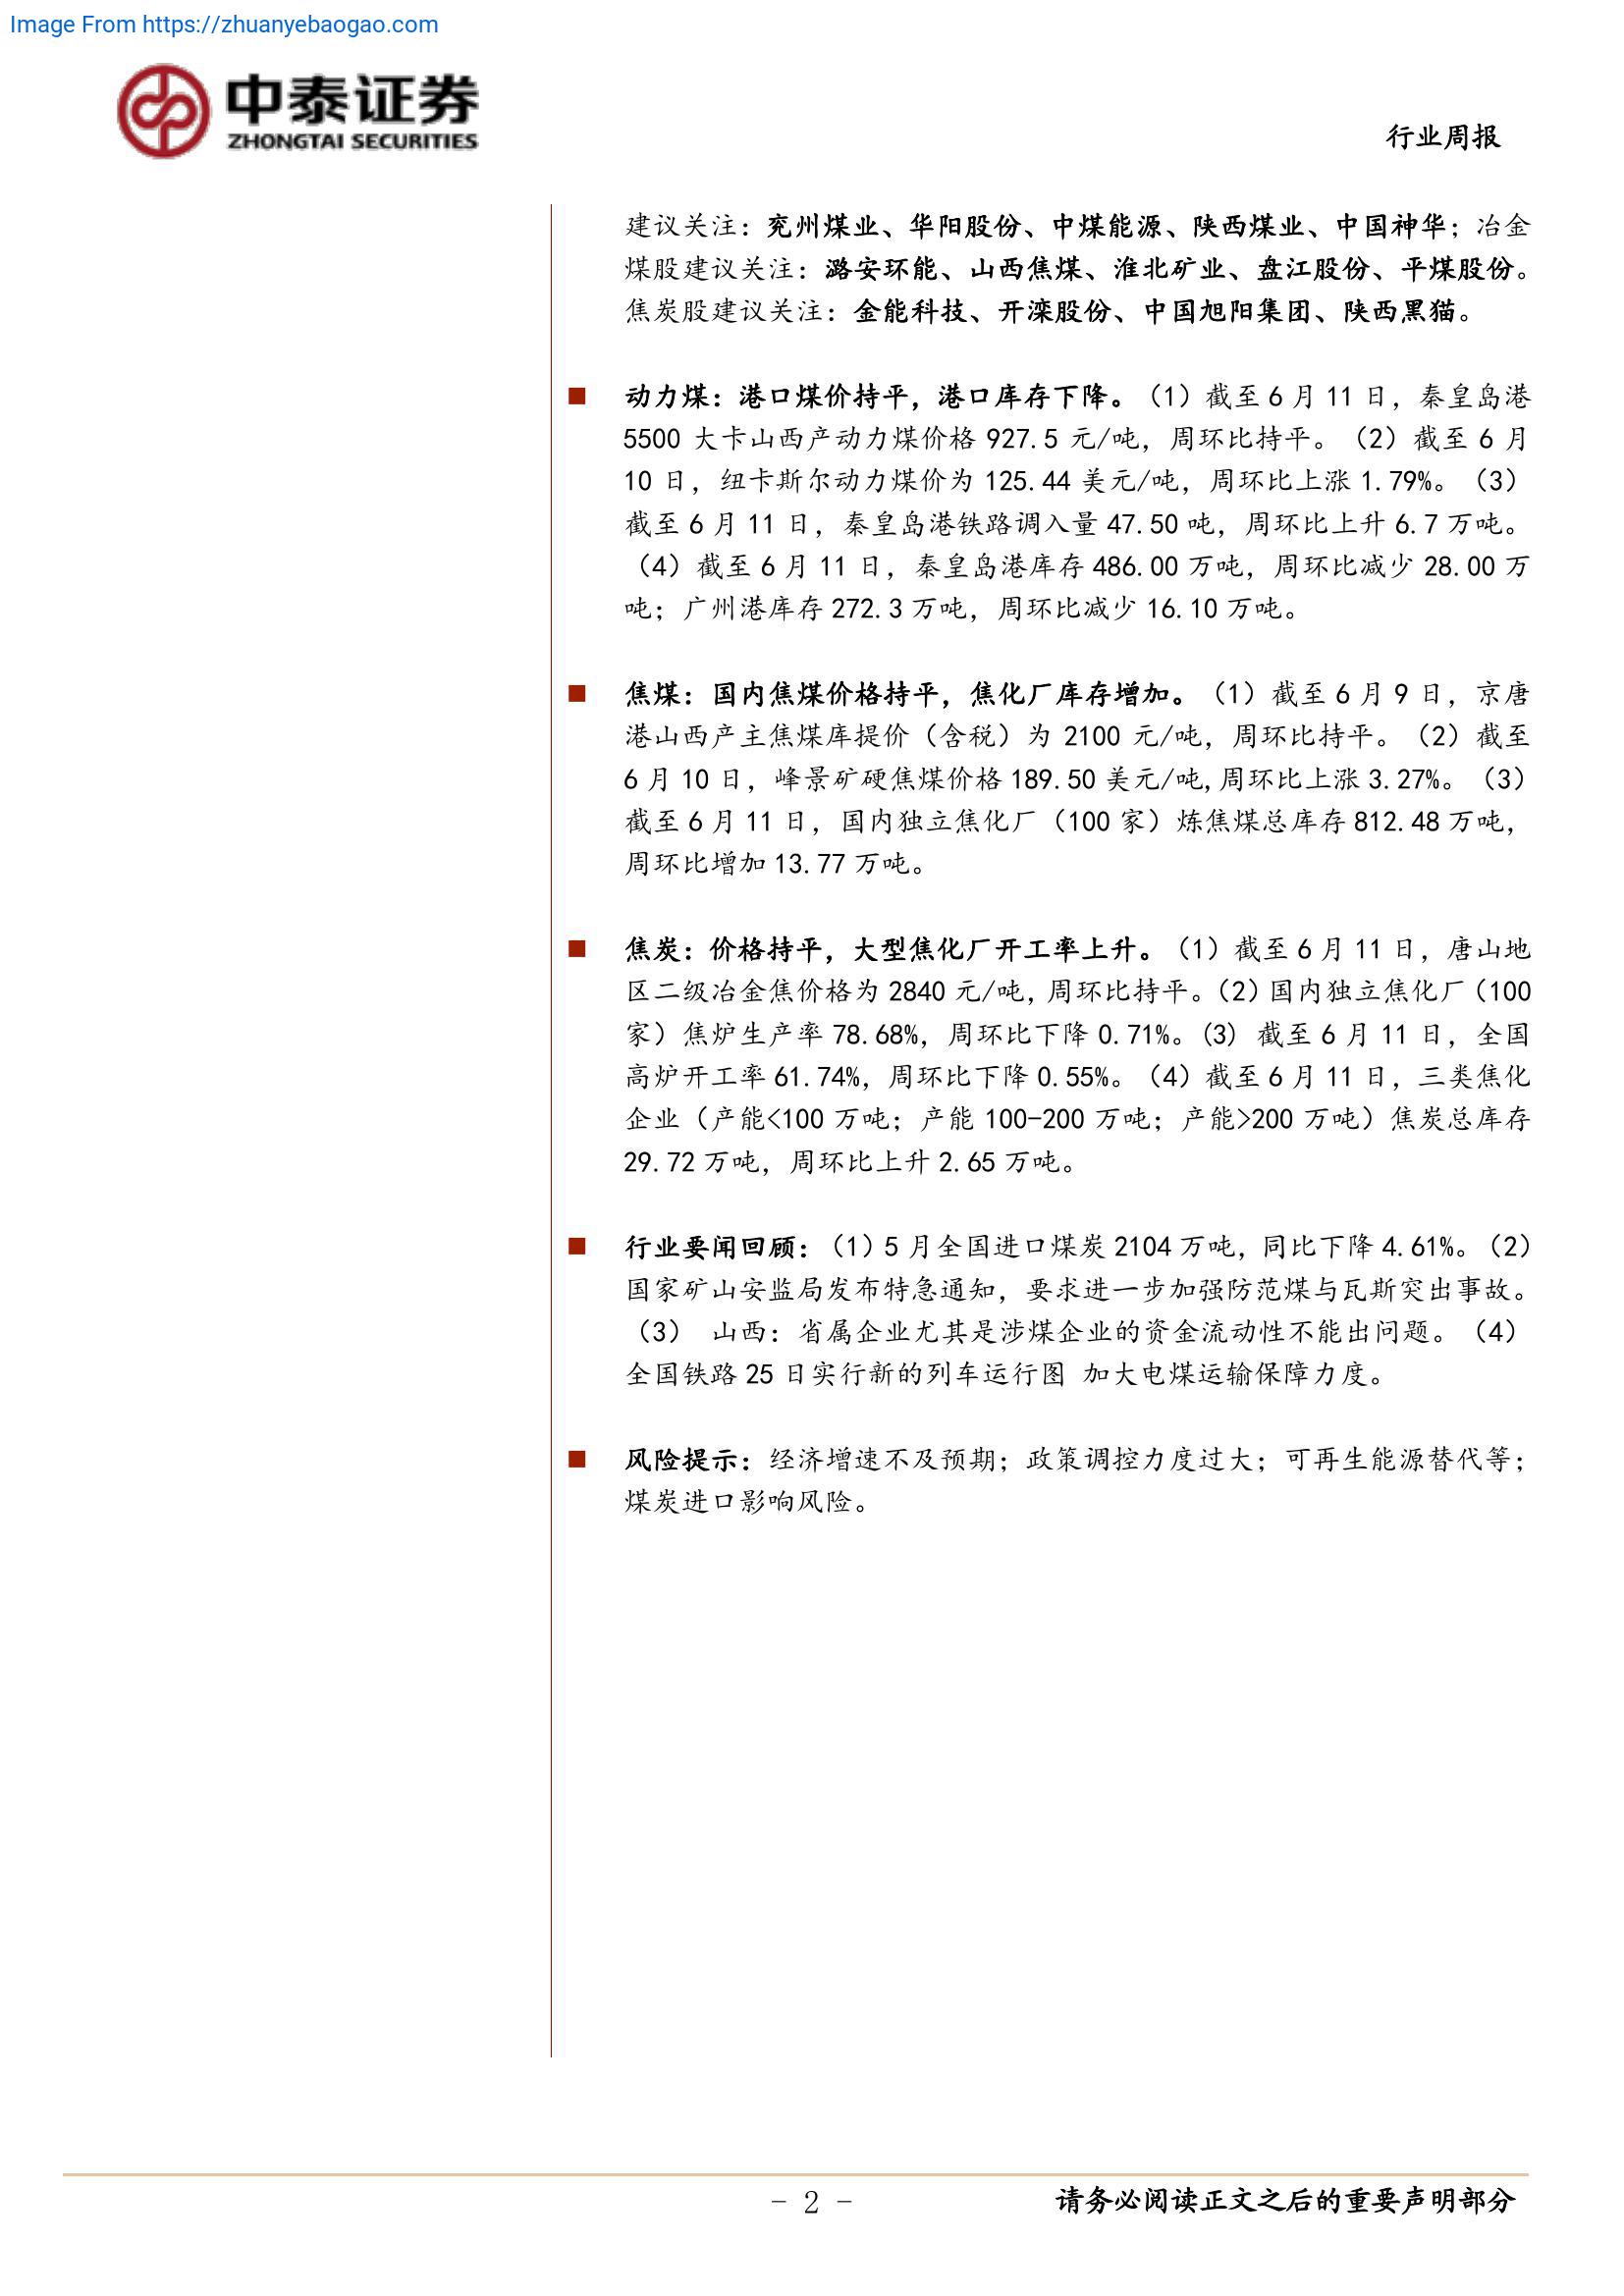 Image From https://zhuanyebaogao.com
中泰证券
ZHONGTAI SECURITIES
行业周报
建议关注：兖州煤业、华阳股份、中煤能源、陕西煤业、中国神华；冶金
煤股建议关注：潞安环能、山西焦煤、淮北矿业、盘江股份、平煤股份。
焦炭股建议关注：金能科技、开滦股份、中国旭阳集团、陕西黑猫。
■ 动力煤：港口煤价持平，港口库存下降。（1）截至 6 月 11 日，秦皇岛港
5500 大卡山西产动力煤价格 927.5 元/吨，周环比持平。（2）截至 6 月
10 日，纽卡斯尔动力煤价为 125.44 美元/吨，周环比上涨 1.79%。（3）
截至 6 月 11 日，秦皇岛港铁路调入量 47.50 吨，周环比上升 6.7 万吨。
（4）截至 6 月 11 日，秦皇岛港库存 486.00 万吨，周环比减少 28.00 万
吨；广州港库存 272.3 万吨，周环比减少 16.10 万吨。
■ 焦煤：国内焦煤价格持平，焦化厂库存增加。（1）截至 6 月 9 日，京唐
港山西产主焦煤库提价（含税）为 2100 元/吨，周环比持平。（2）截至
6 月 10 日，峰景矿硬焦煤价格 189.50 美元/吨,周环比上涨 3.27%。（3）
截至 6 月 11 日，国内独立焦化厂（100 家）炼焦煤总库存 812.48 万吨，
周环比增加 13.77 万吨。
■ 焦炭：价格持平，大型焦化厂开工率上升。（1）截至 6 月 11 日，唐山地
区二级冶金焦价格为 2840 元/吨，周环比持平。（2）国内独立焦化厂（100
家）焦炉生产率 78.68%，周环比下降 0.71%。(3) 截至 6 月 11 日，全国
高炉开工率 61.74%，周环比下降 0.55%。（4）截至 6 月 11 日，三类焦化
企业（产能<100 万吨；产能 100-200 万吨；产能>200 万吨）焦炭总库存
29.72 万吨，周环比上升 2.65 万吨。
■ 行业要闻回顾：（1）5 月全国进口煤炭 2104 万吨，同比下降 4.61%。（2）
国家矿山安监局发布特急通知，要求进一步加强防范煤与瓦斯突出事故。
（3） 山西：省属企业尤其是涉煤企业的资金流动性不能出问题。（4）
全国铁路 25 日实行新的列车运行图 加大电煤运输保障力度。
■ 风险提示：经济增速不及预期；政策调控力度过大；可再生能源替代等；
煤炭进口影响风险。
- 2 -
请务必阅读正文之后的重要声明部分